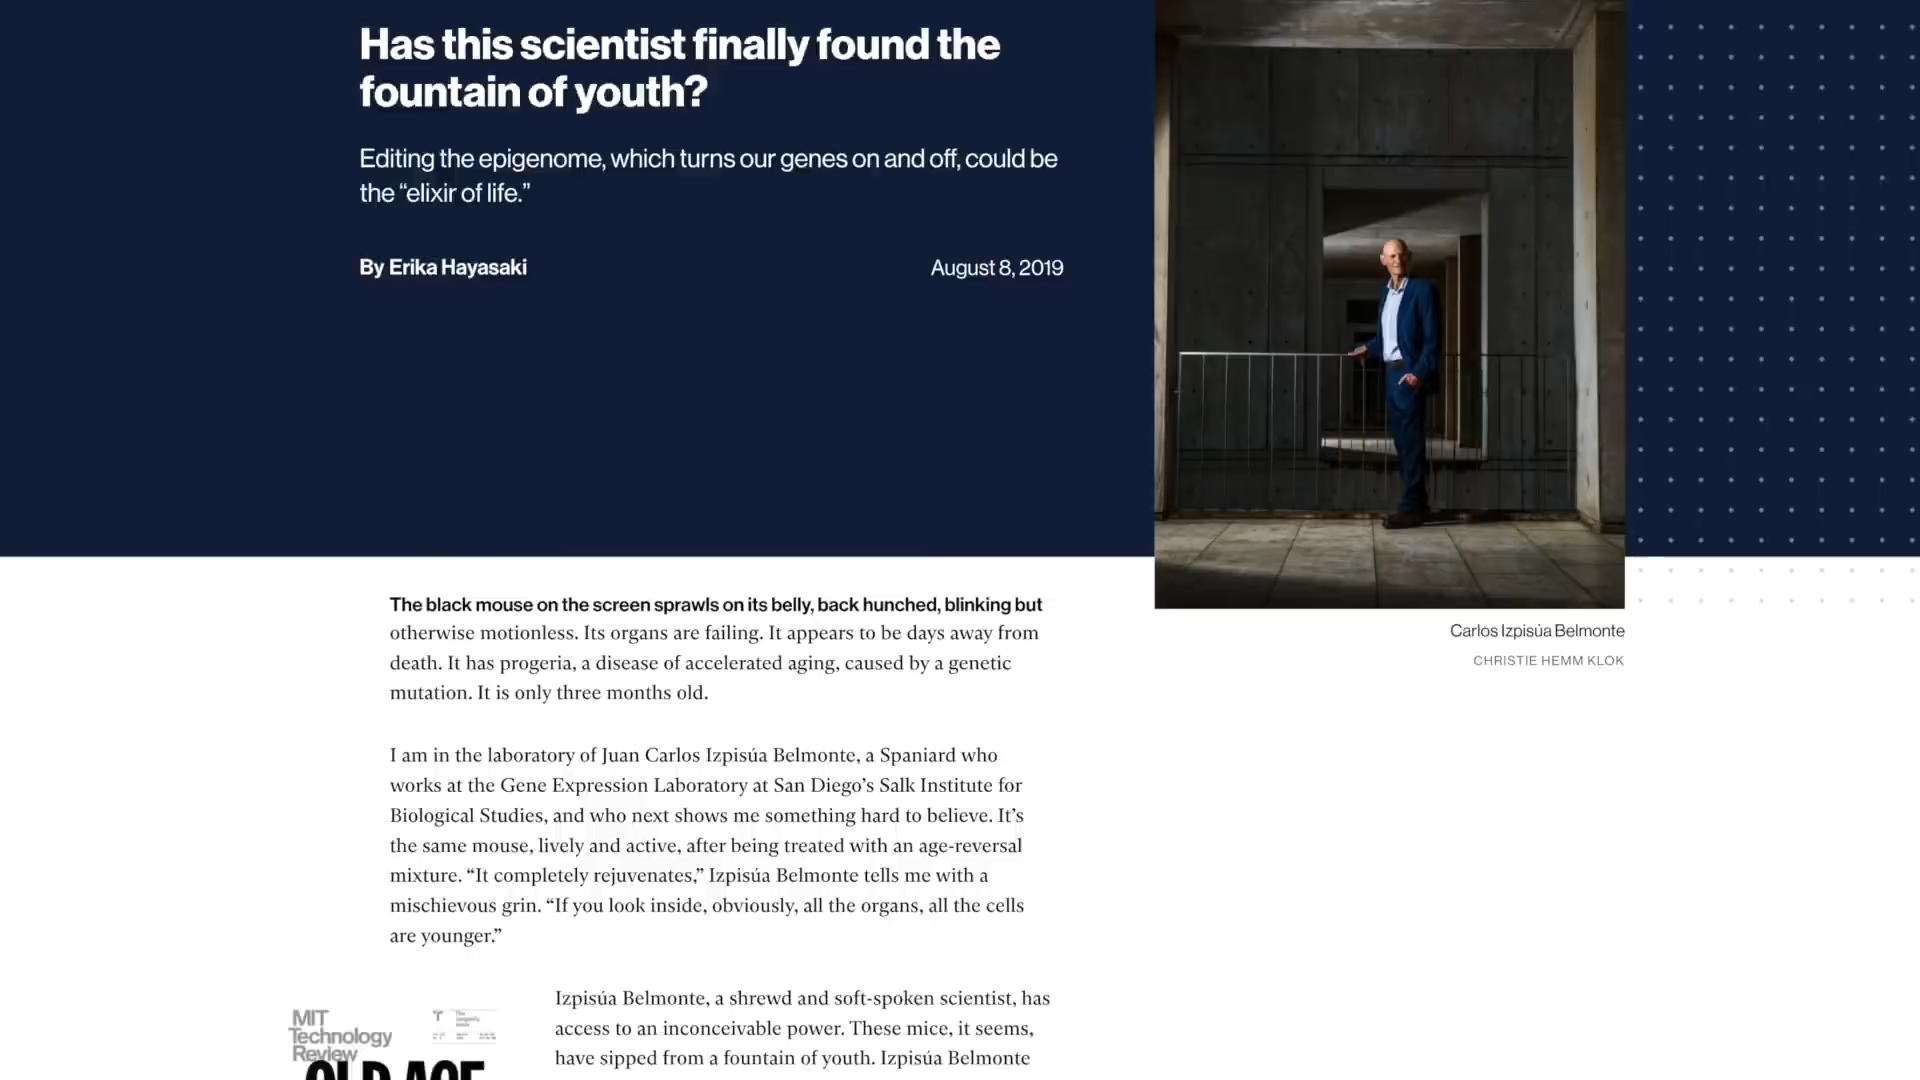 Has this scientist finally found the
fountain of youth?
Editing the epigenome, which turns our genes on and off, could be
the “elixir of life.”
By Erika Hayasaki
August 8, 2019
Carlos Izpisúa Belmonte
CHRISTIE HEMM KLOK
The black mouse on the screen sprawls on its belly, back hunched, blinking but
otherwise motionless. Its organs are failing. It appears to be days away from
death. It has progeria, a disease of accelerated aging, caused by a genetic
mutation. It is only three months old.
I am in the laboratory of Juan Carlos Izpisúa Belmonte, a Spaniard who
works at the Gene Expression Laboratory at San Diego’s Salk Institute for
Biological Studies, and who next shows me something hard to believe. It’s
the same mouse, lively and active, after being treated with an age-reversal
mixture. “It completely rejuvenates,” Izpisúa Belmonte tells me with a
mischievous grin. “If you look inside, obviously, all the organs, all the cells
are younger.”
Izpisúa Belmonte, a shrewd and soft-spoken scientist, has
access to an inconceivable power. These mice, it seems,
have sipped from a fountain of youth. Izpisúa Belmonte
MIT
Technology
Review
OLD AGE